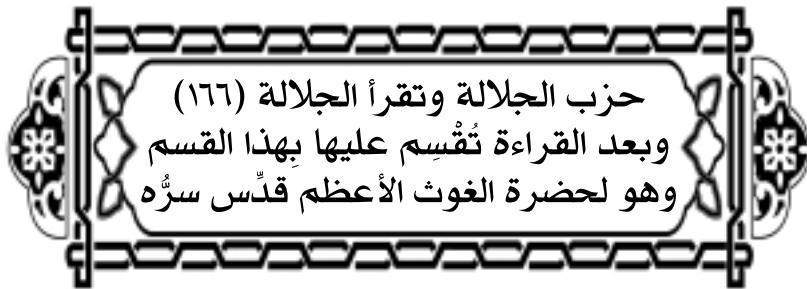 حزب الجلالة وتقرأ الجلالة (١٦٦)
وبعد القراءة تُقْسِم عليها بِهذا القسم
وهو لحضرة الغوث الأعظم قدِّس سرُّه